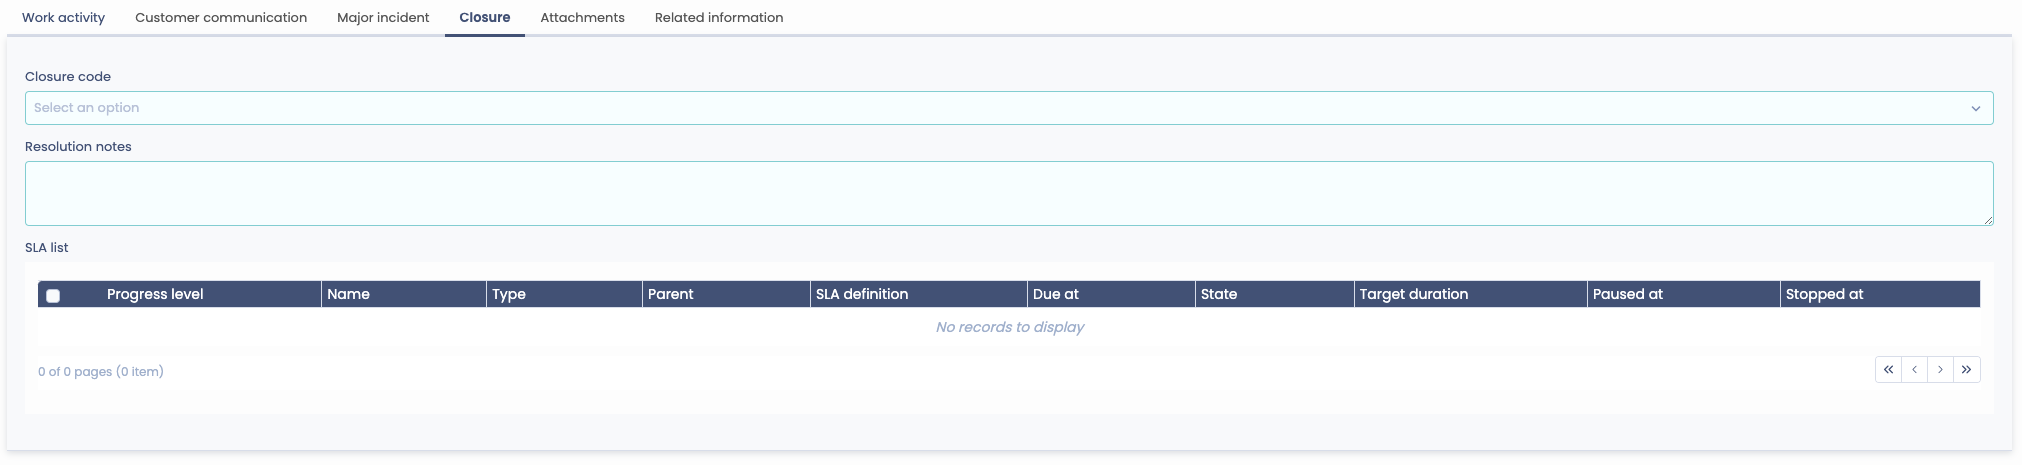 Work activity Customer communication Major incident Closure Attachments Related information
Closure code
Select an option
Resolution notes
SLA list
Progress level Name Type Parent SLA definition Due at State Target duration Paused at Stopped at
No records to display
0 of 0 pages (0 item)